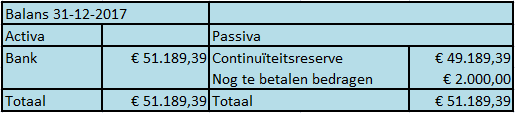 Balans 31-12-2017
Activa Passiva
Bank € 51.189,39 Continuïteitsreserve € 49.189,39
Nog te betalen bedragen € 2.000,00
Totaal € 51.189,39 Totaal € 51.189,39